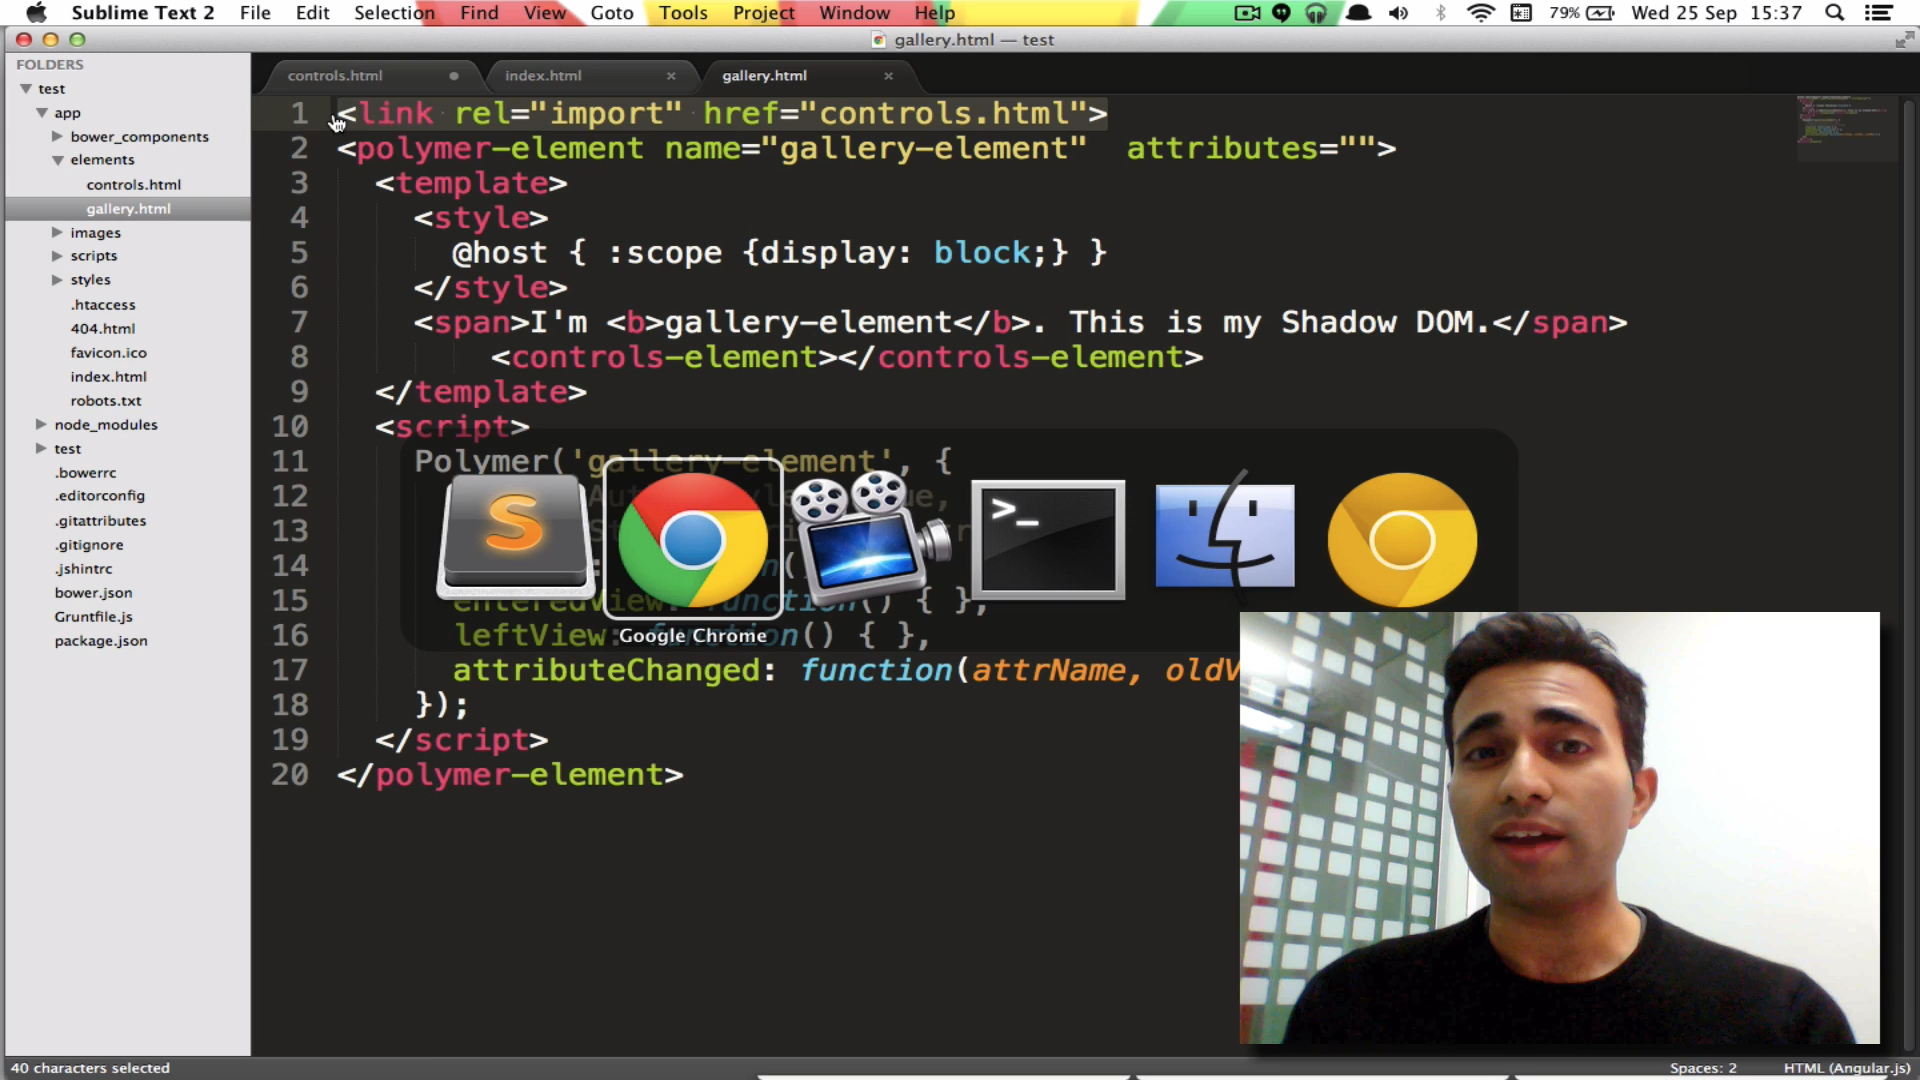 Sublime Text 2 File Edit Selection Find View Goto Tools Project Window Help 79% Wed 25 Sep 15:37
gallery.html — test
FOLDERS
test
app
bower_components
elements
controls.html
gallery.html
images
scripts
styles
.htaccess
404.html
favicon.ico
index.html
robots.txt
node_modules
test
.bowerrc
.editorconfig
.gitattributes
.gitignore
.jshintrc
bower.json
Gruntfile.js
package.json
controls.html index.html gallery.html
1 <link rel="import" href="controls.html">
2 <polymer-element name="gallery-element" attributes="">
3 <template>
4 <style>
5 @host { :scope {display: block;} }
6 </style>
7 <span>I'm <b>gallery-element</b>. This is my Shadow DOM.</span>
8 <controls-element></controls-element>
9 </template>
10 <script>
11 Polymer('gallery-element', {
12
13
14
15 enteredView: function() { },
16 leftView: function() { },
17 attributeChanged: function(attrName, oldV
18 });
19 </script>
20 </polymer-element>
S
>_
Google Chrome
40 characters selected Spaces: 2 HTML (Angular.js)